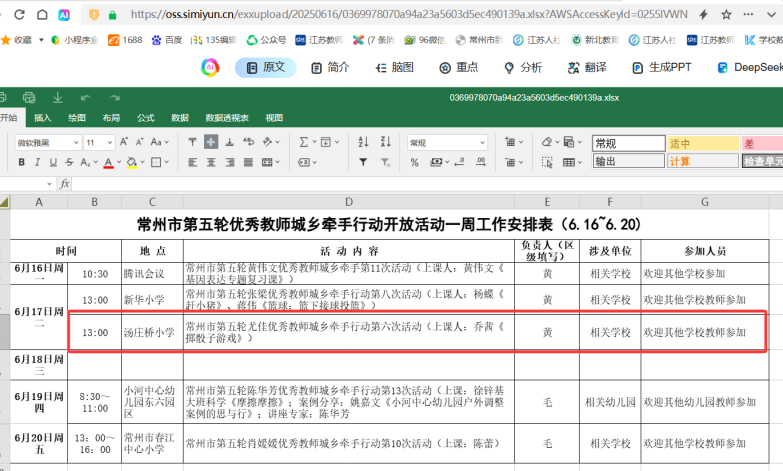 https://oss.simiyun.cn/exxupload/20250616/0369978070a94a23a5603d5ec490139a.xlsx?AWSAccessKeyId=0255IVWN
收藏 小程序盒 1688 百度 135编辑 公众号 江苏教师 (7 条消 96微信 常州市新 江苏人社 新北教育 江苏人社 江苏教师 学校教
原文 简介 脑图 重点 分析 翻译 生成PPT DeepSeek
0369978070a94a23a5603d5ec490139a.xlsx
开始 插入 绘图 布局 公式 数据 数据透视表 视图
微软雅黑 11 常规 常规 适中 差
B I U S 输出 计算 检查单元
fx
A B C D E F G
常州市第五轮优秀教师城乡牵手行动开放活动一周工作安排表（6.16~6.20）
时间 地 点 活 动 内 容 负责人（区级填写） 涉及单位 参加人员
6月16日周一 10:30 腾讯会议 常州市第五轮黄伟文优秀教师城乡牵手第11次活动（上课人：黄伟文《基因表达专题复习课》） 黄 相关学校 欢迎其他学校参加
6月17日周二 13:00 新华小学 常州市第五轮张梁优秀教师城乡牵手行动第八次活动（上课人：杨蝶《赶小猪》、蒋伟《篮球：篮下接球投篮》） 黄 相关学校 欢迎其他学校教师参加
13:00 汤庄桥小学 常州市第五轮尤佳优秀教师城乡牵手行动第六次活动（上课人：乔茜《掷骰子游戏》） 黄 相关学校 欢迎其他学校教师参加
6月18日周三
6月19日周四 8:30～11:00 小河中心幼儿园东六园区 常州市第五轮陈华芳优秀教师城乡牵手行动第13次活动（上课：徐锌基大班科学《摩擦摩擦》；案例分享：姚嘉文《小河中心幼儿园户外调整案例的思与行》；讲座专家：陈华芳 毛 相关幼儿园 欢迎其他幼儿园教师参加
6月20日周五 13：00～16：00 常州市春江中心小学 常州市第五轮肖媛媛优秀教师城乡牵手行动第10次活动（上课：陈蕾） 毛 相关学校 欢迎其他学校教师参加